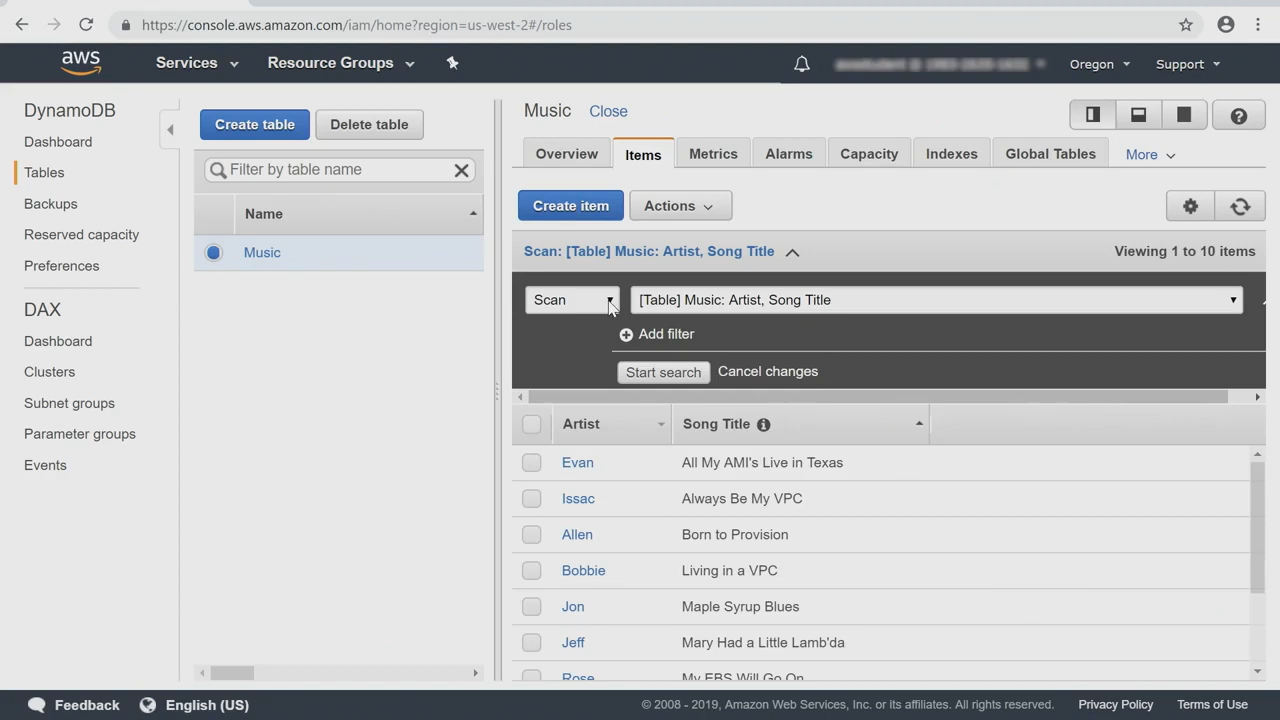 https://console.aws.amazon.com/iam/home?region=us-west-2#/roles
aws
Services
Resource Groups
Oregon
Support
DynamoDB
Dashboard
Tables
Backups
Reserved capacity
Preferences
DAX
Dashboard
Clusters
Subnet groups
Parameter groups
Events
Create table
Delete table
Filter by table name
Name
Music
Music
Close
Overview
Items
Metrics
Alarms
Capacity
Indexes
Global Tables
More
Create item
Actions
Scan: [Table] Music: Artist, Song Title
Viewing 1 to 10 items
Scan
[Table] Music: Artist, Song Title
Add filter
Start search
Cancel changes
Artist
Song Title
Evan
All My AMI's Live in Texas
Issac
Always Be My VPC
Allen
Born to Provision
Bobbie
Living in a VPC
Jon
Maple Syrup Blues
Jeff
Mary Had a Little Lamb'da
Rose
My EBS Will Go On
Feedback
English (US)
© 2008 - 2019, Amazon Web Services, Inc. or its affiliates. All rights reserved.
Privacy Policy
Terms of Use